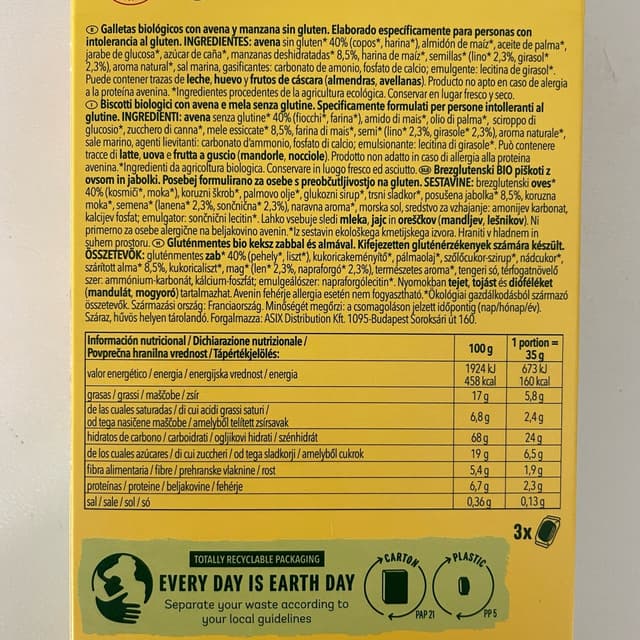 E Galletas biológicos con avena y manzana sin gluten. Elaborado específicamente para personas con
intolerancia al gluten. INGREDIENTES: avena sin gluten* 40% (copos*, harina*), almidón de maíz*, aceite de palma*,
jarabe de glucosa*, azúcar de caña*, manzanas deshidratadas* 8,5%, harina de maíz*, semillas* (lino* 2,3%, girasol*
2,3%), aroma natural*, sal marina, gasificantes: carbonato de amonio, fosfato de calcio; emulgente: lecitina de girasol*.
Puede contener trazas de leche, huevo y frutos de cáscara (almendras, avellanas). Producto no apto en caso de alergia
a la proteína avenina. *Ingredientes procedentes de la agricultura ecológica. Conservar en lugar fresco y seco.
I Biscotti biologici con avena e mela senza glutine. Specificamente formulati per persone intolleranti al
glutine. INGREDIENTI: avena senza glutine* 40% (fiocchi*, farina*), amido di mais*, olio di palma*, sciroppo di
glucosio*, zucchero di canna*, mele essiccate* 8,5%, farina di mais*, semi* (lino* 2,3%, girasole* 2,3%), aroma naturale*,
sale marino, agenti lievitanti: carbonato d'ammonio, fosfato di calcio; emulsionante: lecitina di girasole*. Può contenere
tracce di latte, uova e frutta a guscio (mandorle, nocciole). Prodotto non adatto in caso di allergia alla proteina
avenina. *Ingredienti da agricoltura biologica. Conservare in luogo fresco ed asciutto. SLO Brezglutenski BIO piškoti z
ovsom in jabolki. Posebej formulirano za osebe s preobčutljivostjo na gluten. SESTAVINE: brezglutenski oves*
40% (kosmiči*, moka*), koruzni škrob*, palmovo olje*, glukozni sirup*, trsni sladkor*, posušena jabolka* 8,5%, koruzna
moka*, semena* (lanena* 2,3%, sončnična* 2,3%), naravna aroma*, morska sol, sredstvo za vzhajanje: amonijev karbonat,
kalcijev fosfat; emulgator: sončnični lecitin*. Lahko vsebuje sledi mleka, jajc in oreščkov (mandljev, lešnikov). Ni
primerno za osebe alergične na beljakovino avenin.*Iz sestavin ekološkega kmetijskega izvora. Hraniti v hladnem in
suhem prostoru. H Gluténmentes bio keksz zabbal és almával. Kifejezetten gluténérzékenyek számára készült.
ÖSSZETEVŐK: gluténmentes zab* 40% (pehely*, liszt*), kukoricakeményítő*, pálmaolaj*, szőlőcukor-szirup*, nádcukor*,
szárított alma* 8,5%, kukoricaliszt*, mag* (len* 2,3%, napraforgó* 2,3%), természetes aroma*, tengeri só, térfogatnövelő
szer: ammónium-karbonát, kálcium-foszfát; emulgeálószer: napraforgólecitin*. Nyomokban tejet, tojást és dióféléket
(mandulát, mogyoró) tartalmazhat. Avenin fehérje allergia esetén nem fogyasztható.*Ökológiai gazdálkodásból származó
összetevők. Származási ország: Franciaország. Minőségét megőrzi: a csomagoláson jelzett időpontig (nap/hónap/év).
Száraz, hűvös helyen tárolandó. Forgalmazza: ASIX Distribution Kft. 1095-Budapest Soroksári út 160.
Información nutricional / Dichiarazione nutrizionale /
Povprečna hranilna vrednost / Tápértékjelölés: 100 g 1 portion = 35 g
valor energético / energia / energijska vrednost / energia 1924 kJ 458 kcal 673 kJ 160 kcal
grasas / grassi / maščobe / zsír 17 g 5,8 g
de las cuales saturadas / di cui acidi grassi saturi /
od tega nasičene maščobe / amelyből telített zsírsavak 6,8 g 2,4 g
hidratos de carbono / carboidrati / ogljikovi hidrati / szénhidrát 68 g 24 g
de los cuales azúcares / di cui zuccheri / od tega sladkorji / amelyből cukrok 19 g 6,5 g
fibra alimentaria / fibre / prehranske vlaknine / rost 5,4 g 1,9 g
proteínas / proteine / beljakovine / fehérje 6,7 g 2,3 g
sal / sale / sol / só 0,36 g 0,13 g
3x
TOTALLY RECYCLABLE PACKAGING
EVERY DAY IS EARTH DAY
Separate your waste according to
your local guidelines
CARTON
PAP 21
PLASTIC
PP 5